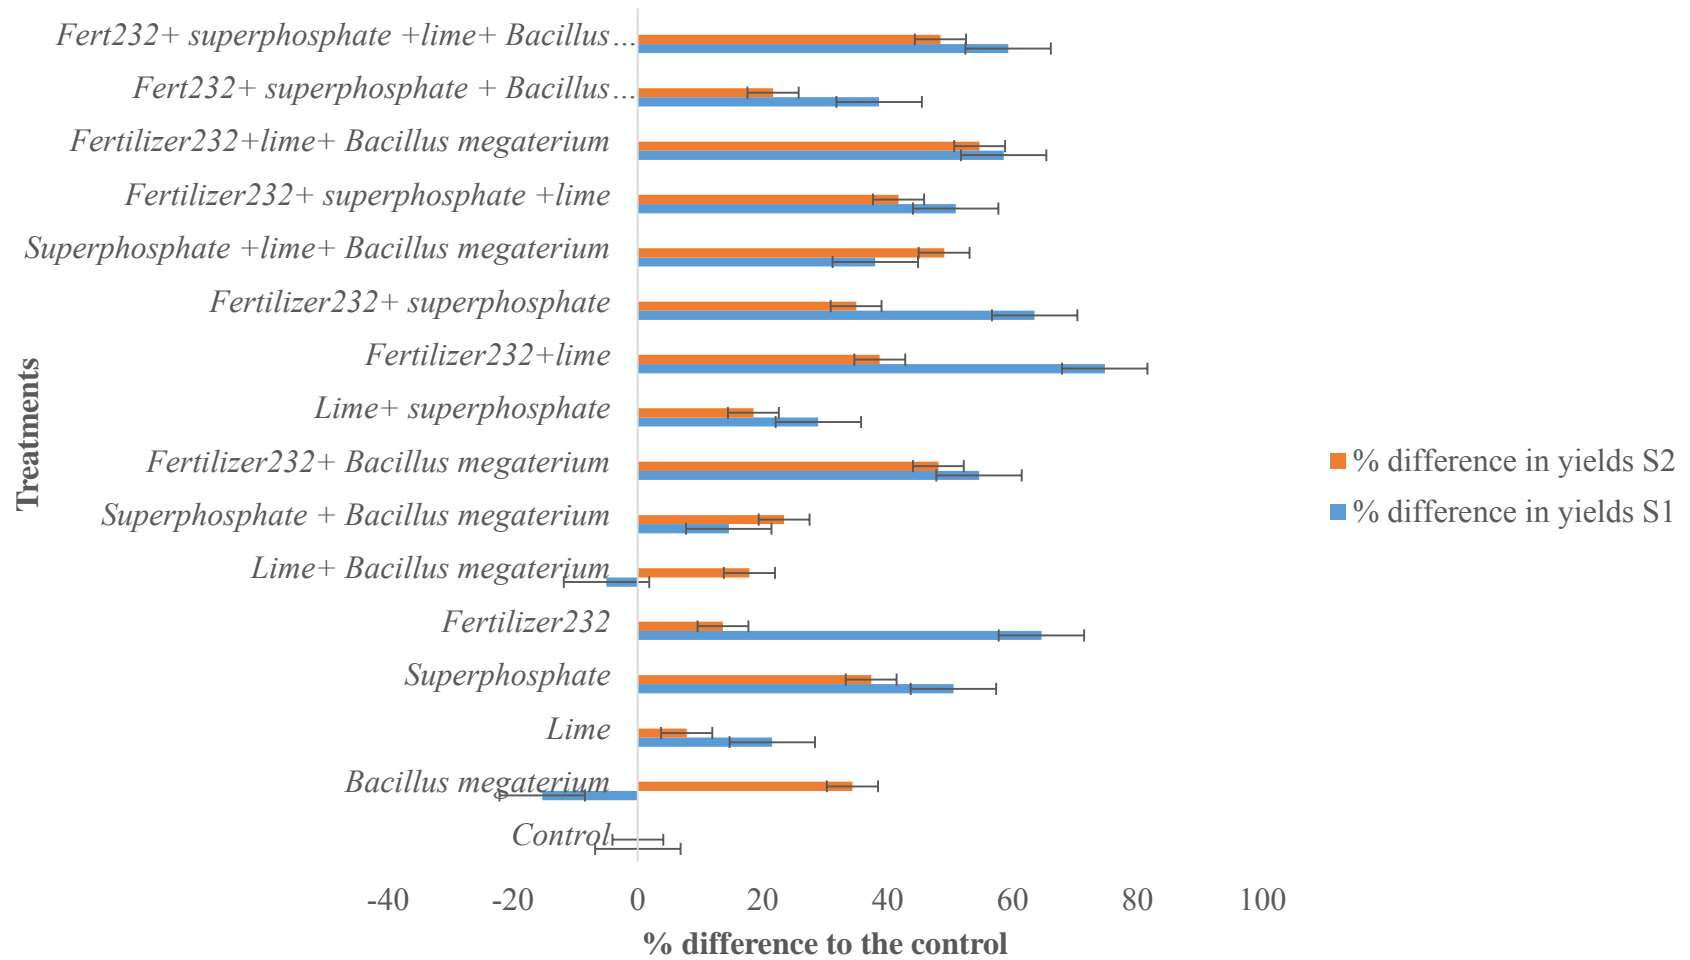 Fert232+ superphosphate +lime+ Bacillus...
Fert232+ superphosphate + Bacillus...
Fertilizer232+lime+ Bacillus megaterium
Fertilizer232+ superphosphate +lime
Superphosphate +lime+ Bacillus megaterium
Fertilizer232+ superphosphate
Fertilizer232+lime
Lime+ superphosphate
Fertilizer232+ Bacillus megaterium
Superphosphate + Bacillus megaterium
Lime+ Bacillus megaterium
Fertilizer232
Superphosphate
Lime
Bacillus megaterium
Control
Treatments
-40 -20 0 20 40 60 80 100
% difference to the control
% difference in yields S2
% difference in yields S1